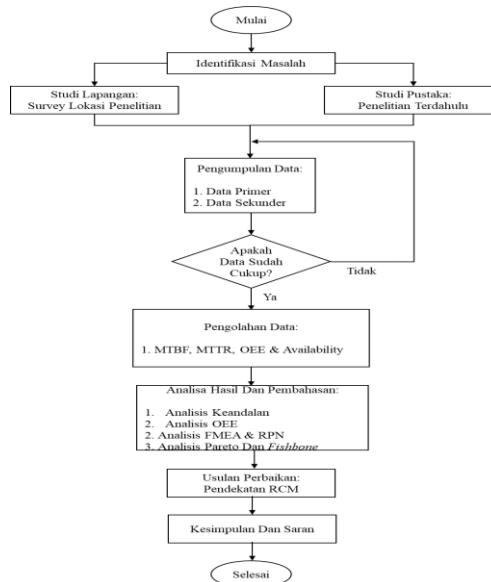 Mulai
Identifikasi Masalah
Studi Lapangan:
Survey Lokasi Penelitian
Studi Pustaka:
Penelitian Terdahulu
Pengumpulan Data:
1. Data Primer
2. Data Sekunder
Apakah
Data Sudah
Cukup?
Tidak
Ya
Pengolahan Data:
1. MTBF, MTTR, OEE & Availability
Analisa Hasil Dan Pembahasan:
1. Analisis Keandalan
2. Analisis OEE
2. Analisis FMEA & RPN
3. Analisis Pareto Dan Fishbone
Usulan Perbaikan:
Pendekatan RCM
Kesimpulan Dan Saran
Selesai